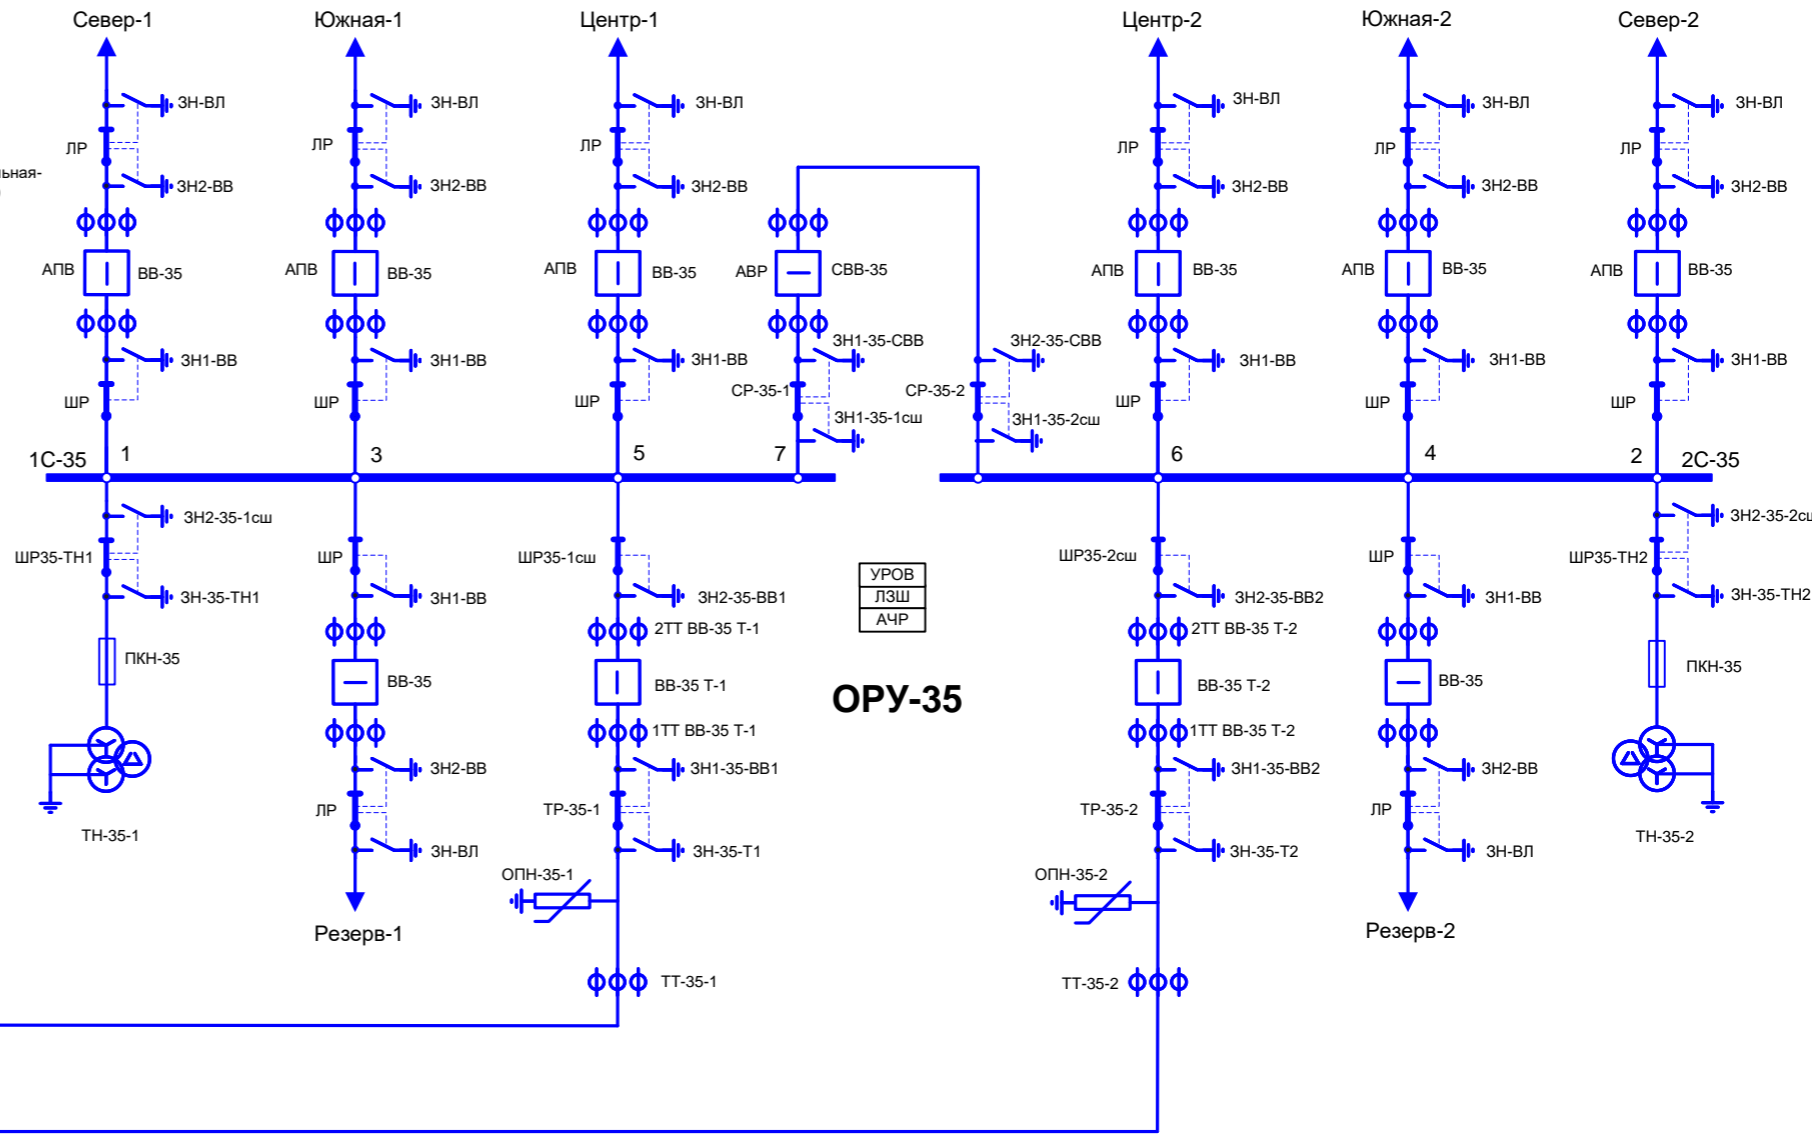 Север-1 Южная-1 Центр-1 Центр-2 Южная-2 Север-2
ЗН-ВЛ ЗН-ВЛ ЗН-ВЛ ЗН-ВЛ ЗН-ВЛ ЗН-ВЛ
ЛР ЛР ЛР ЛР ЛР ЛР
ьная-
ЗН2-ВВ ЗН2-ВВ ЗН2-ВВ ЗН2-ВВ ЗН2-ВВ ЗН2-ВВ
АПВ ВВ-35 АПВ ВВ-35 АПВ ВВ-35 АВР СВВ-35 АПВ ВВ-35 АПВ ВВ-35 АПВ ВВ-35
ЗН1-35-СВВ ЗН2-35-СВВ
ЗН1-ВВ ЗН1-ВВ ЗН1-ВВ ЗН1-ВВ ЗН1-ВВ ЗН1-ВВ
ШР ШР ШР СР-35-1 СР-35-2 ШР ШР ШР
ЗН1-35-1сш ЗН1-35-2сш
1С-35 1 3 5 7 6 4 2 2С-35
ЗН2-35-1сш ЗН2-35-2сш
ШР35-ТН1 ШР ШР35-1сш ШР35-2сш ШР ШР35-ТН2
УРОВ
ЛЗШ
АЧР
ЗН-35-ТН1 ЗН1-ВВ ЗН2-35-ВВ1 ЗН2-35-ВВ2 ЗН1-ВВ ЗН-35-ТН2
2ТТ ВВ-35 Т-1 2ТТ ВВ-35 Т-2
ПКН-35 ВВ-35 ВВ-35 Т-1 ВВ-35 Т-2 ВВ-35 ПКН-35
ОРУ-35
1ТТ ВВ-35 Т-1 1ТТ ВВ-35 Т-2
ЗН2-ВВ ЗН1-35-ВВ1 ЗН1-35-ВВ2 ЗН2-ВВ
ЛР ТР-35-1 ТР-35-2 ЛР
ТН-35-1 ТН-35-2
ЗН-ВЛ ЗН-35-Т1 ЗН-35-Т2 ЗН-ВЛ
ОПН-35-1 ОПН-35-2
Резерв-1 Резерв-2
ТТ-35-1 ТТ-35-2